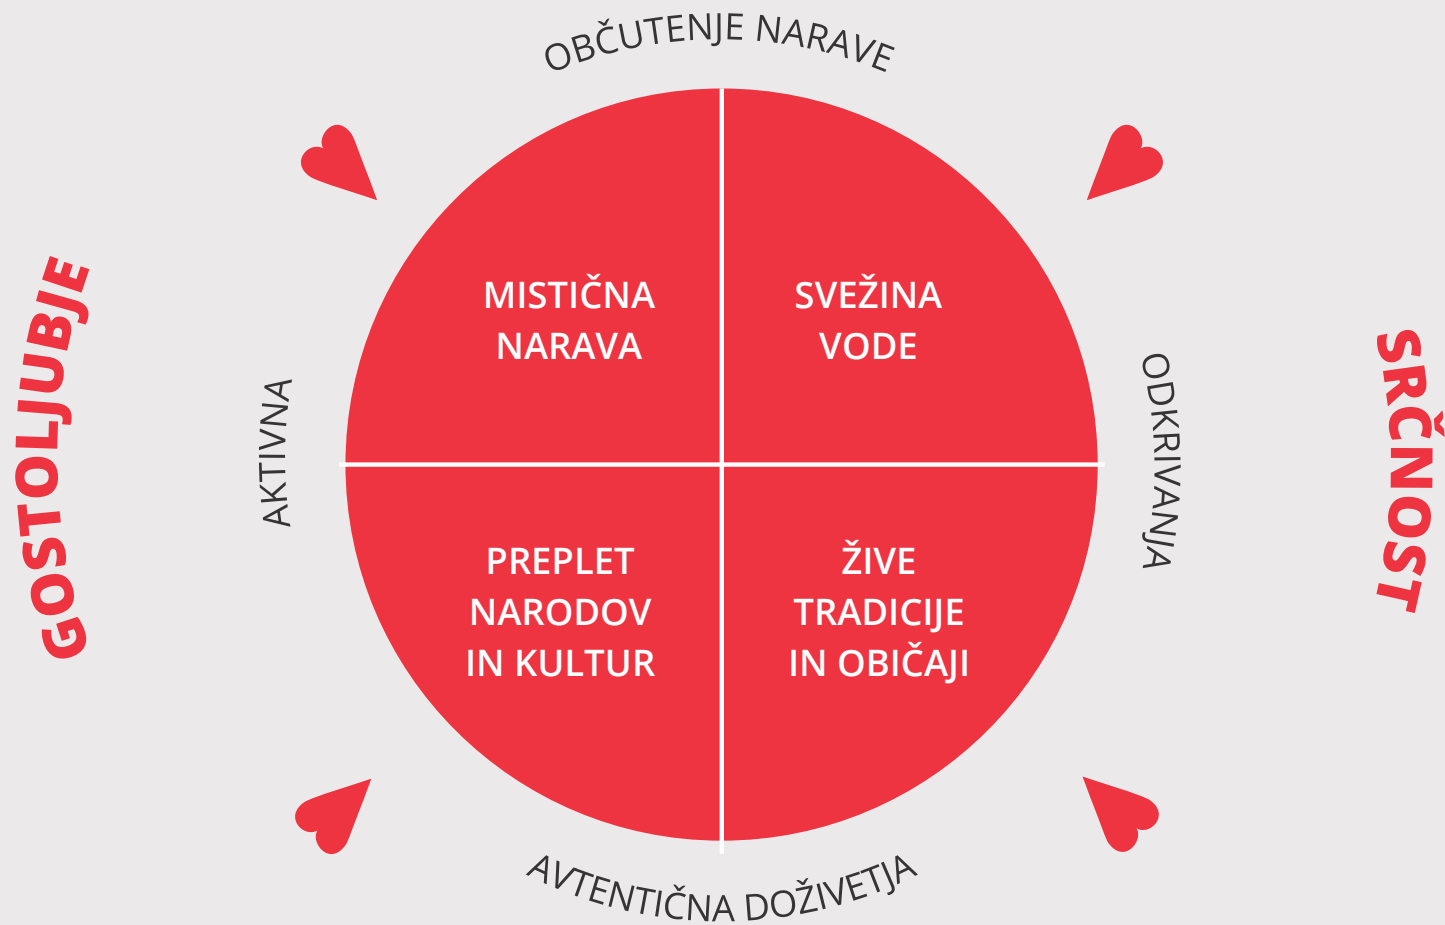 OBČUTENJE NARAVE
GOSTOLJUBJE
AKTIVNA
MISTIČNA
NARAVA
SVEŽINA
VODE
PREPLET
NARODOV
IN KULTUR
ŽIVE
TRADICIJE
IN OBIČAJI
ODKRIVANJA
SRČNOST
AVTENTIČNA DOŽIVETJA